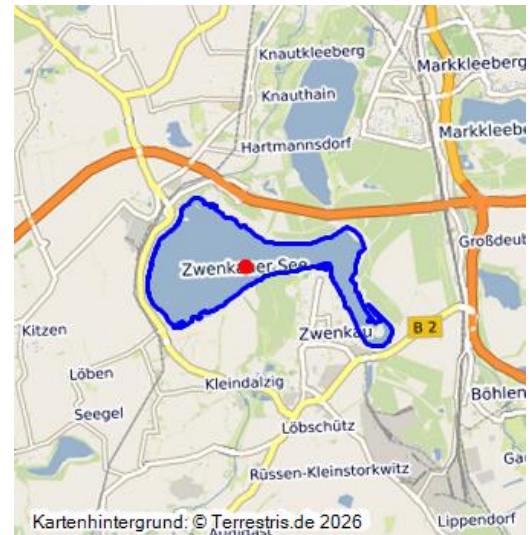 Knautkleeberg
Markkleeberg
Knauthain
Markkleeberg
Hartmannsdorf
Großdeub
Zwenkauer See
Kitzen
Zwenkau
B 2
Löben
Kleindalzig
Böhlen
Seegel
Löbschütz
Rüssen-Kleinstorkwitz
Gau
Lippendorf
Kartenhintergrund: © Terrestris.de 2026